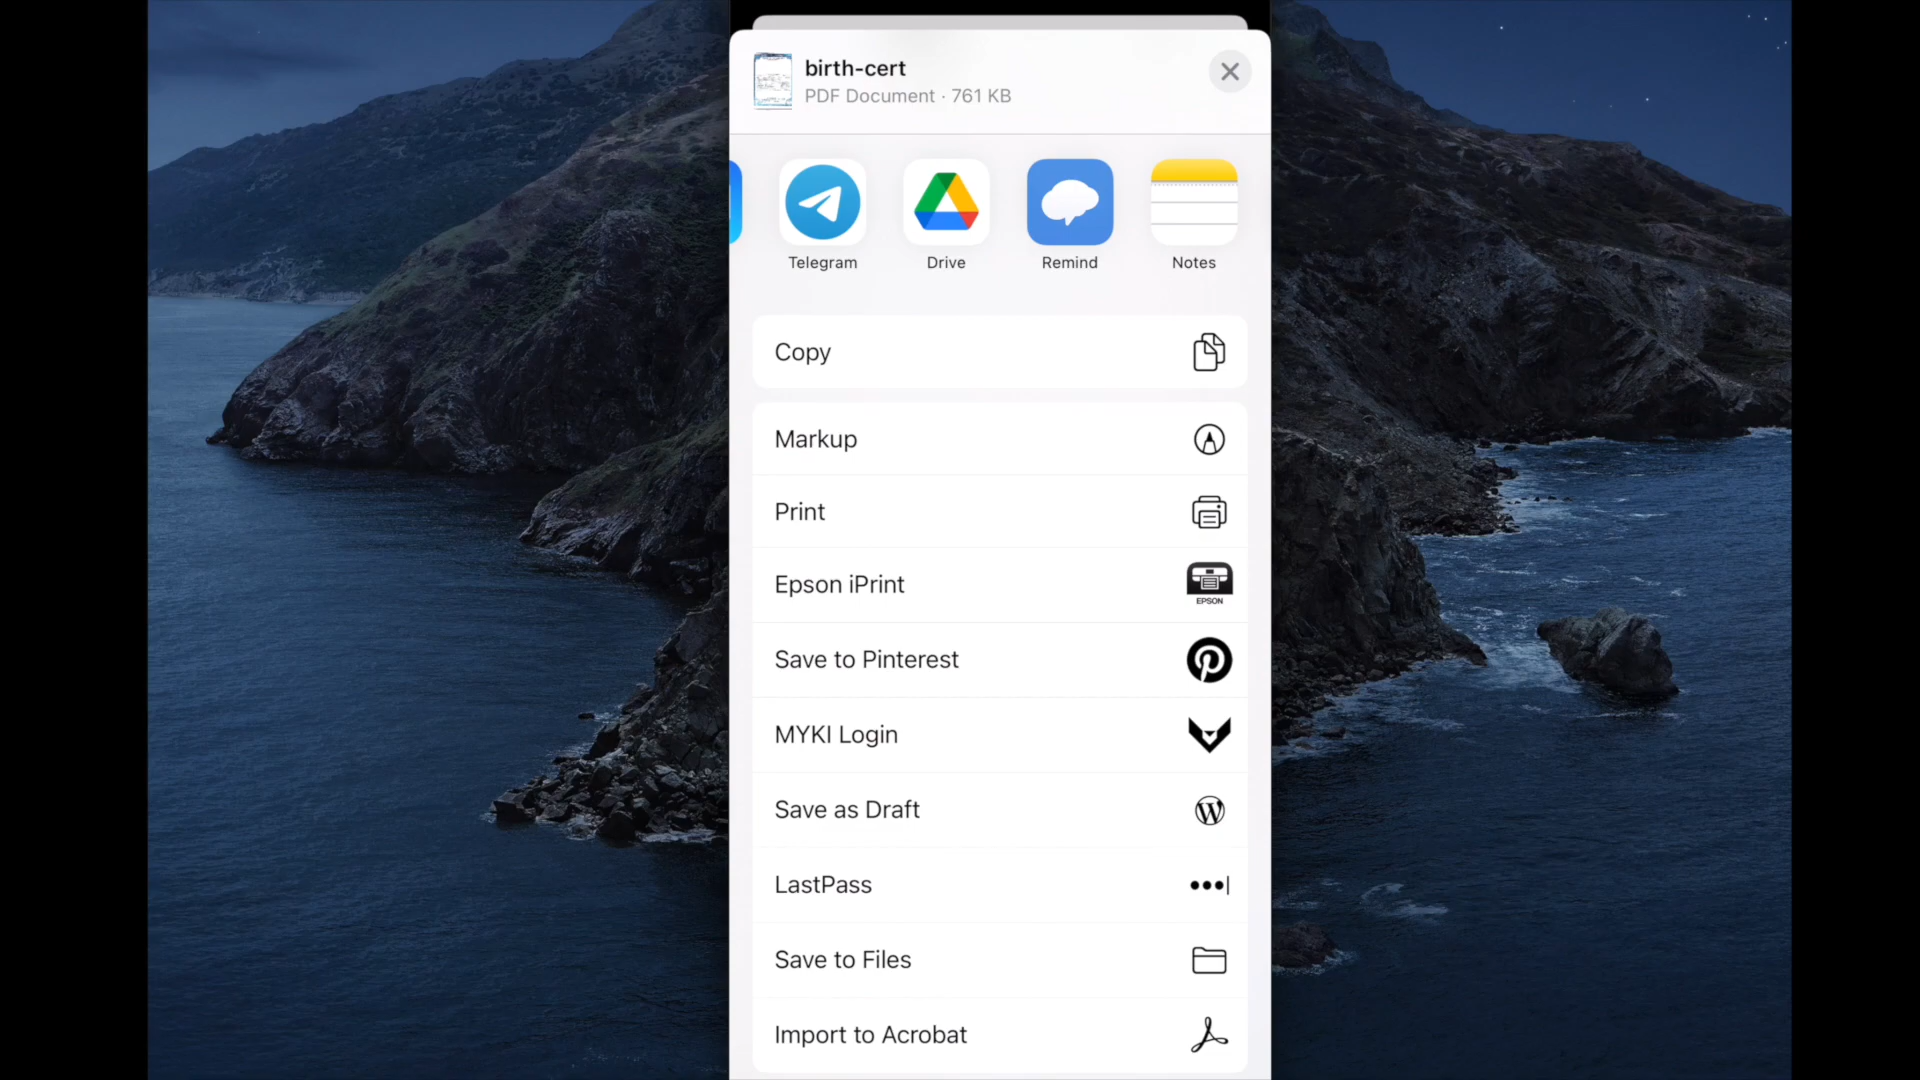 birth-cert
PDF Document · 761 KB
Telegram
Drive
Remind
Notes
Copy
Markup
Print
Epson iPrint
EPSON
Save to Pinterest
MYKI Login
Save as Draft
LastPass
Save to Files
Import to Acrobat